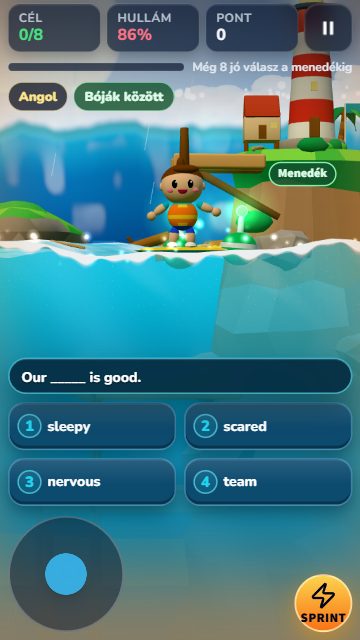 CÉL
0/8
HULLÁM
86%
PONT
0
Még 8 jó válasz a menedékig
Angol
Bóják között
Menedék
Our _____ is good.
1 sleepy
2 scared
3 nervous
4 team
SPRINT